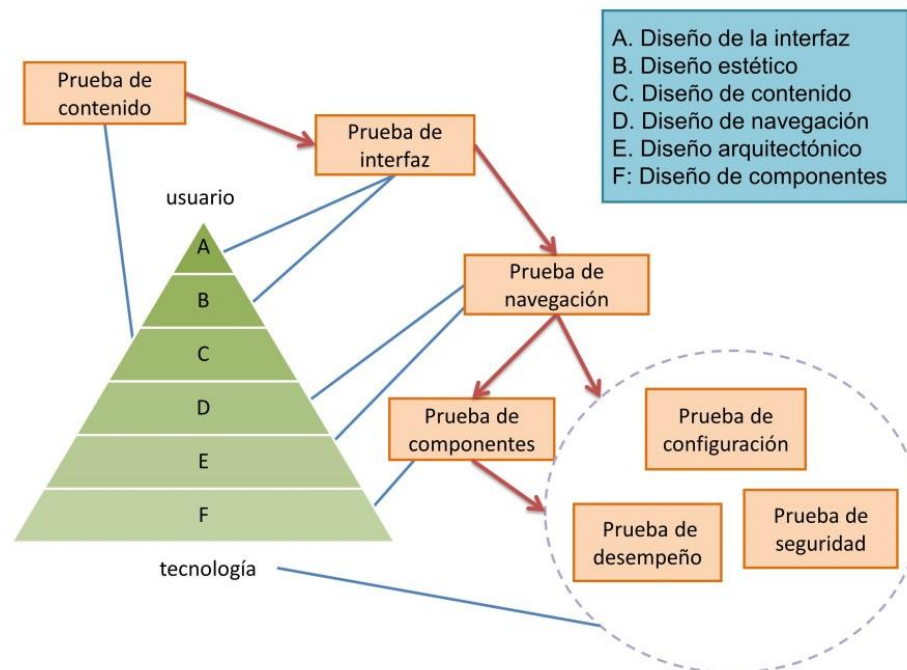 A. Diseño de la interfaz
B. Diseño estético
C. Diseño de contenido
D. Diseño de navegación
E. Diseño arquitectónico
F: Diseño de componentes
Prueba de
contenido
Prueba de
interfaz
usuario
A
B
C
D
E
F
tecnología
Prueba de
navegación
Prueba de
componentes
Prueba de
configuración
Prueba de
desempeño
Prueba de
seguridad